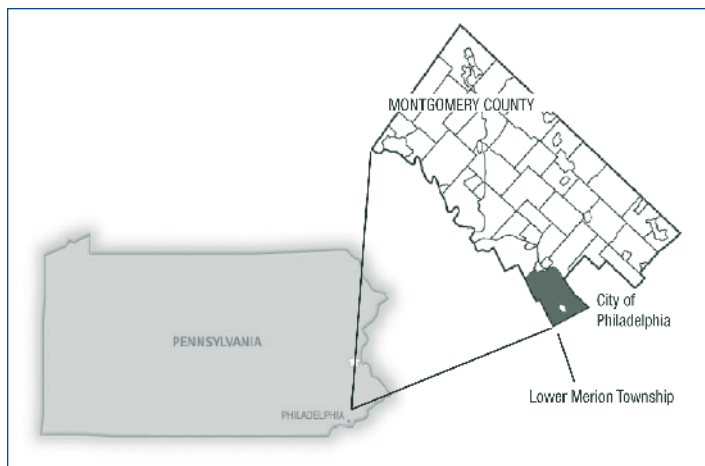 MONTGOMERY COUNTY
City of
Philadelphia
PENNSYLVANIA
Lower Merion Township
PHILADELPHIA